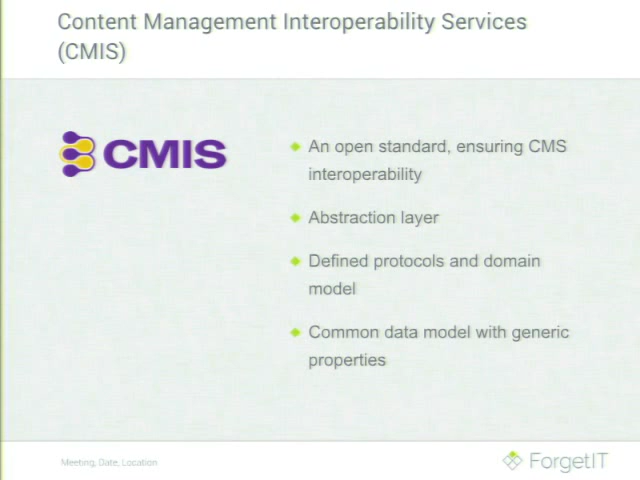 Content Management Interoperability Services
(CMIS)
CMIS
An open standard, ensuring CMS
interoperability
Abstraction layer
Defined protocols and domain
model
Common data model with generic
properties
Meeting, Date, Location
ForgetIT